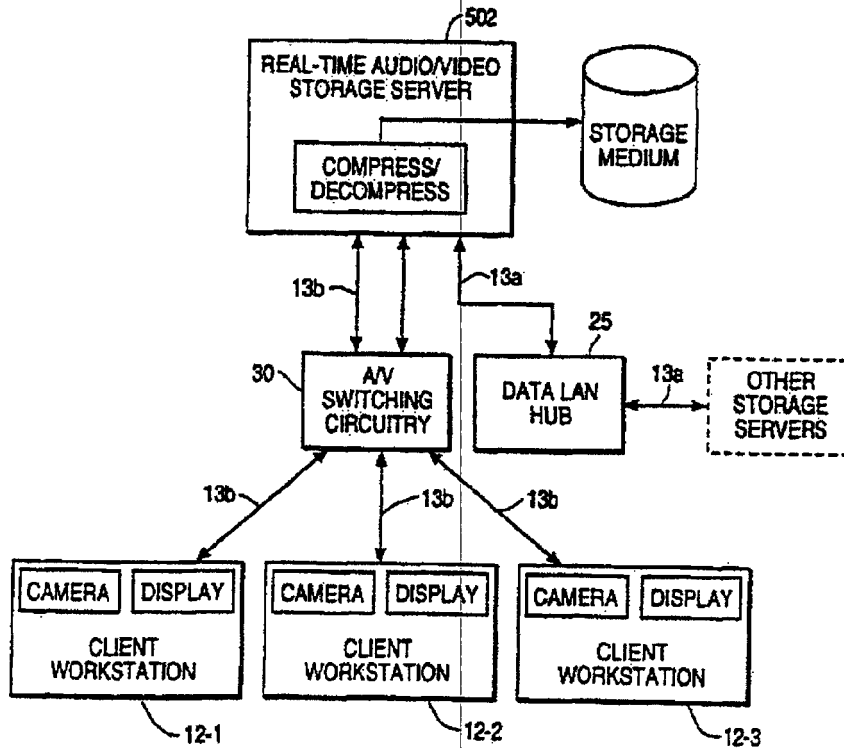 502
REAL-TIME AUDIO/VIDEO
STORAGE SERVER
COMPRESS/
DECOMPRESS
STORAGE
MEDIUM
13b
13a
30
A/V
SWITCHING
CIRCUITRY
25
DATA LAN
HUB
13a
OTHER
STORAGE
SERVERS
13b
13b
13b
CAMERA
DISPLAY
CLIENT
WORKSTATION
CAMERA
DISPLAY
CLIENT
WORKSTATION
CAMERA
DISPLAY
CLIENT
WORKSTATION
12-1
12-2
12-3